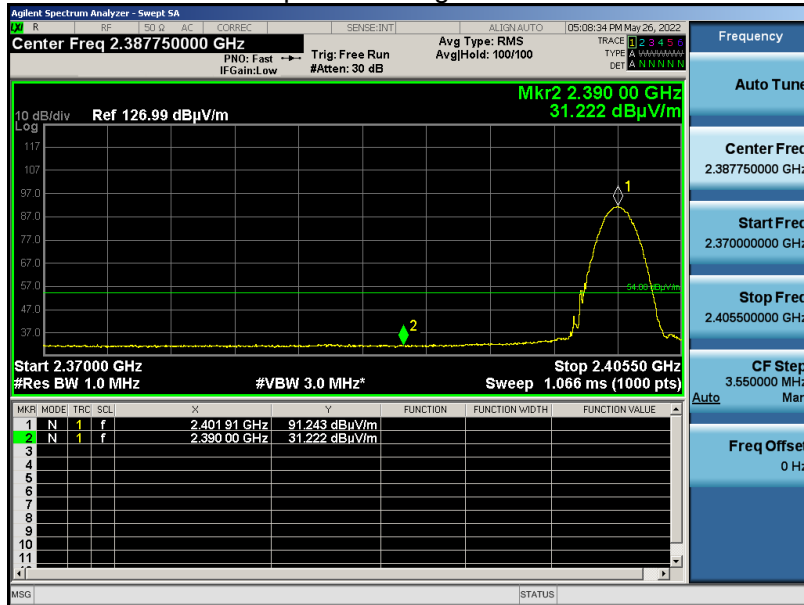 Agilent Spectrum Analyzer - Swept SA
LXI R RF 50 Ω AC CORREC SENSE:INT ALIGN AUTO 05:08:34 PM May 26, 2022
Center Freq 2.387750000 GHz
PNO: Fast
IFGain:Low
Trig: Free Run
#Atten: 30 dB
Avg Type: RMS
Avg|Hold: 100/100
TRACE 1 2 3 4 5 6
TYPE A
DET A N N N N N
Frequency
Auto Tune
Center Freq
2.387750000 GHz
Start Freq
2.370000000 GHz
Stop Freq
2.405500000 GHz
CF Step
3.550000 MHz
Auto Man
Freq Offset
0 Hz
Mkr2 2.390 00 GHz
31.222 dBµV/m
10 dB/div Ref 126.99 dBµV/m
Log
117
107
97.0
87.0
77.0
67.0
57.0
47.0
37.0
1
2
54.00 dBµV/m
Start 2.37000 GHz Stop 2.40550 GHz
#Res BW 1.0 MHz #VBW 3.0 MHz* Sweep 1.066 ms (1000 pts)
MKR MODE TRC SCL X Y FUNCTION FUNCTION WIDTH FUNCTION VALUE
1 N 1 f 2.401 91 GHz 91.243 dBµV/m
2 N 1 f 2.390 00 GHz 31.222 dBµV/m
3
4
5
6
7
8
9
10
11
MSG STATUS